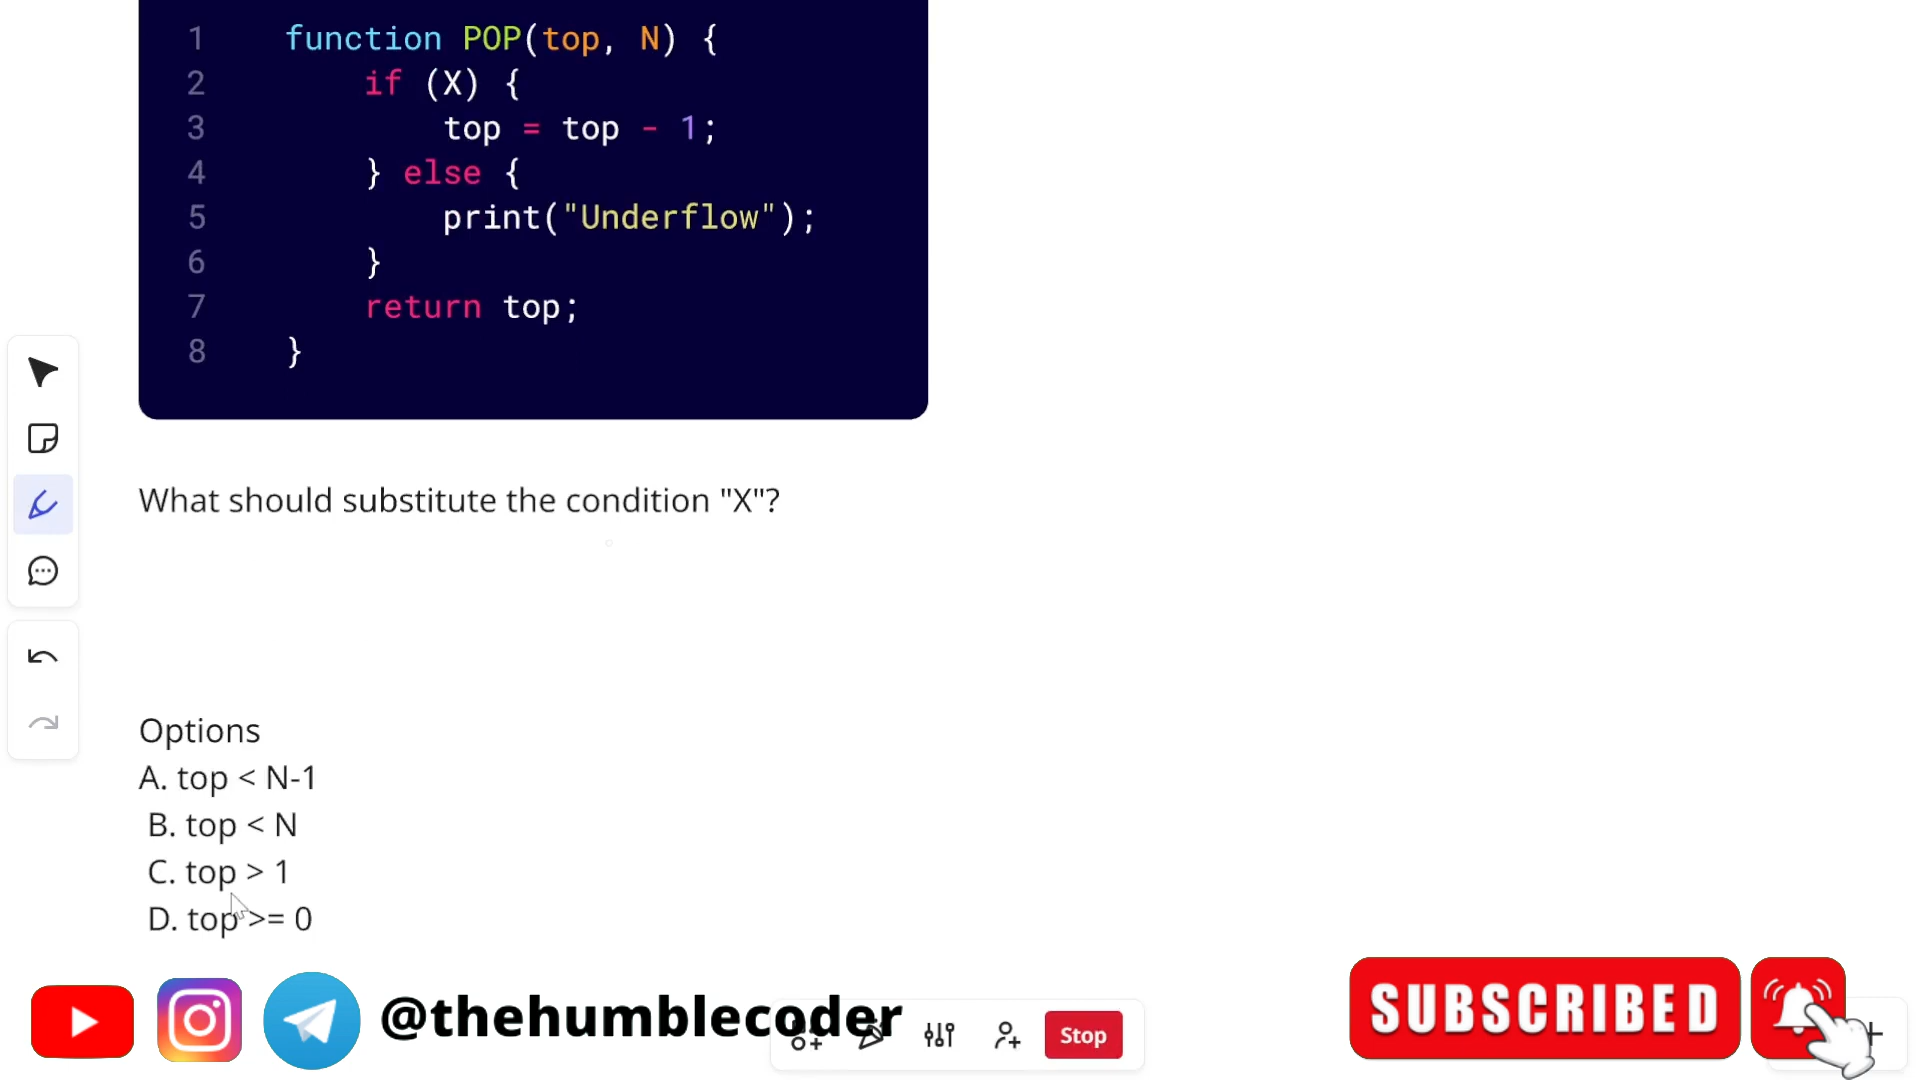 1 function POP(top, N) {
2 if (X) {
3 top = top - 1;
4 } else {
5 print("Underflow");
6 }
7 return top;
8 }
What should substitute the condition "X"?
Options
A. top < N-1
B. top < N
C. top > 1
D. top >= 0
@thehumblecoder
Stop
SUBSCRIBED